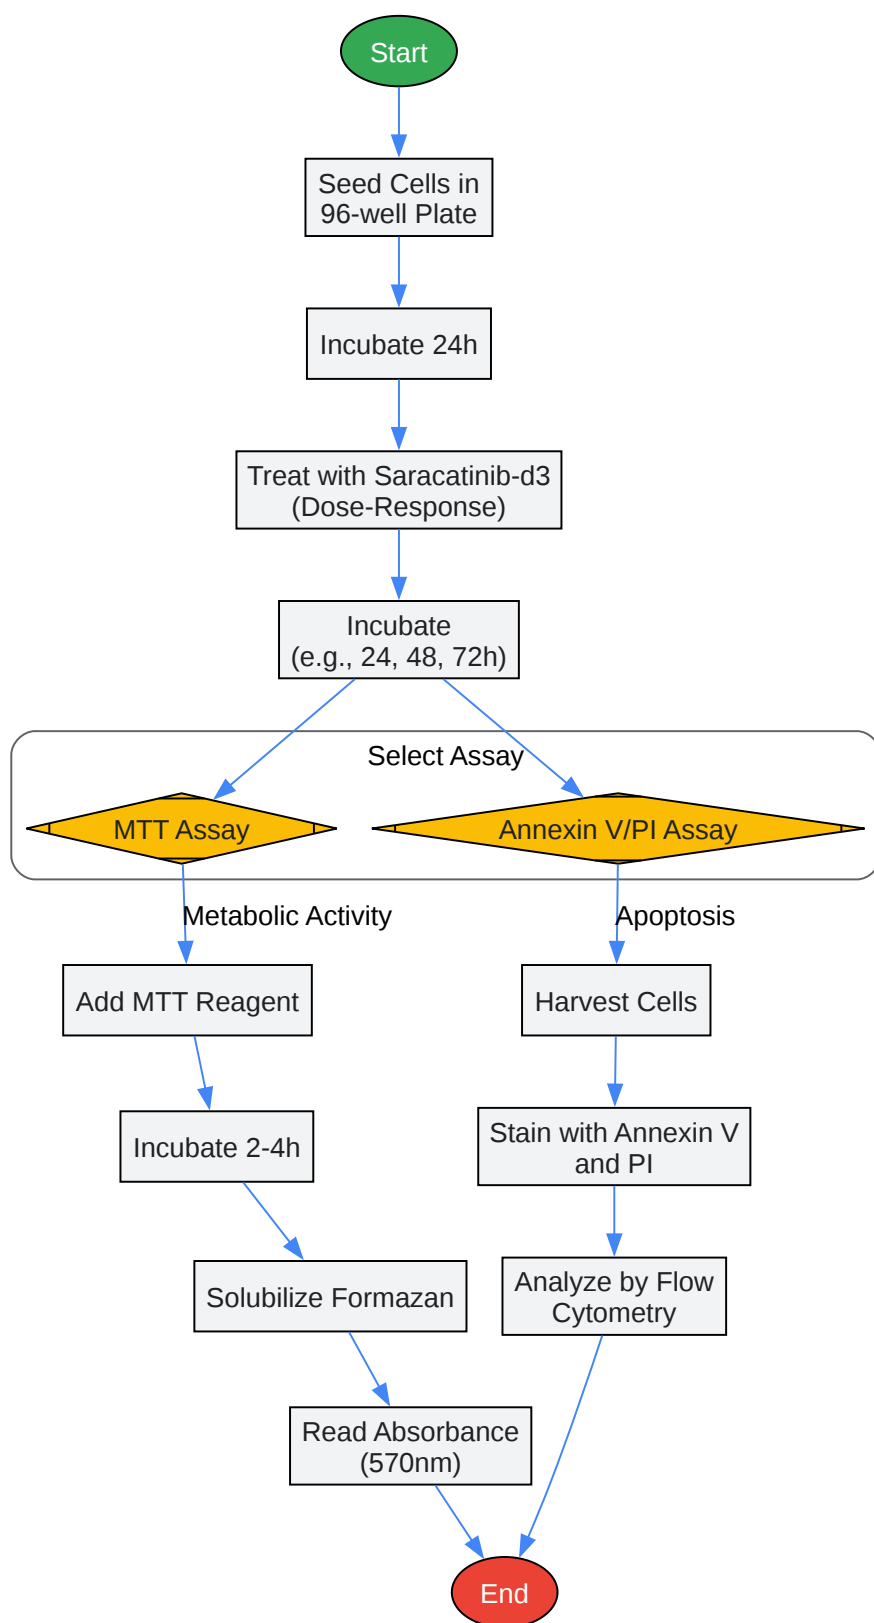 Start
Seed Cells in
96-well Plate
Incubate 24h
Treat with Saracatinib-d3
(Dose-Response)
Incubate
(e.g., 24, 48, 72h)
Select Assay
MTT Assay
Annexin V/PI Assay
Metabolic Activity
Apoptosis
Add MTT Reagent
Harvest Cells
Incubate 2-4h
Stain with Annexin V
and PI
Solubilize Formazan
Analyze by Flow
Cytometry
Read Absorbance
(570nm)
End